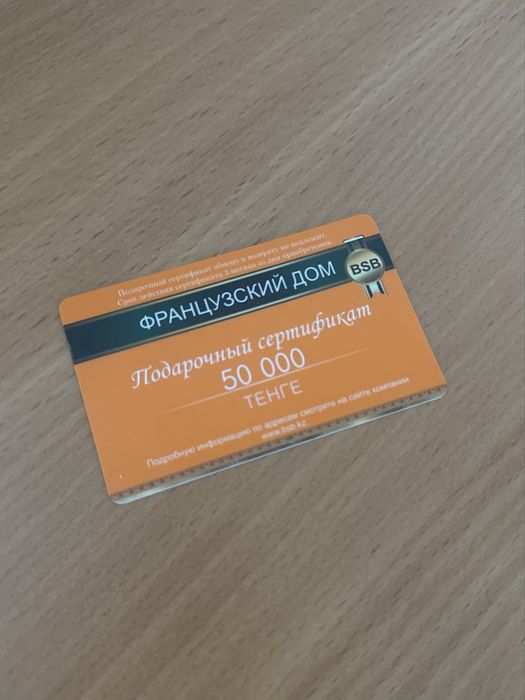 Подарочный сертификат обмену и возврату не подлежит.
Срок действия сертификата 3 месяца со дня приобретения.
ФРАНЦУЗСКИЙ ДОМ
BSB
Подарочный сертификат
50 000
ТЕНГЕ
Подробную информацию по адресам смотрите на сайте компании
www.bsb.kz